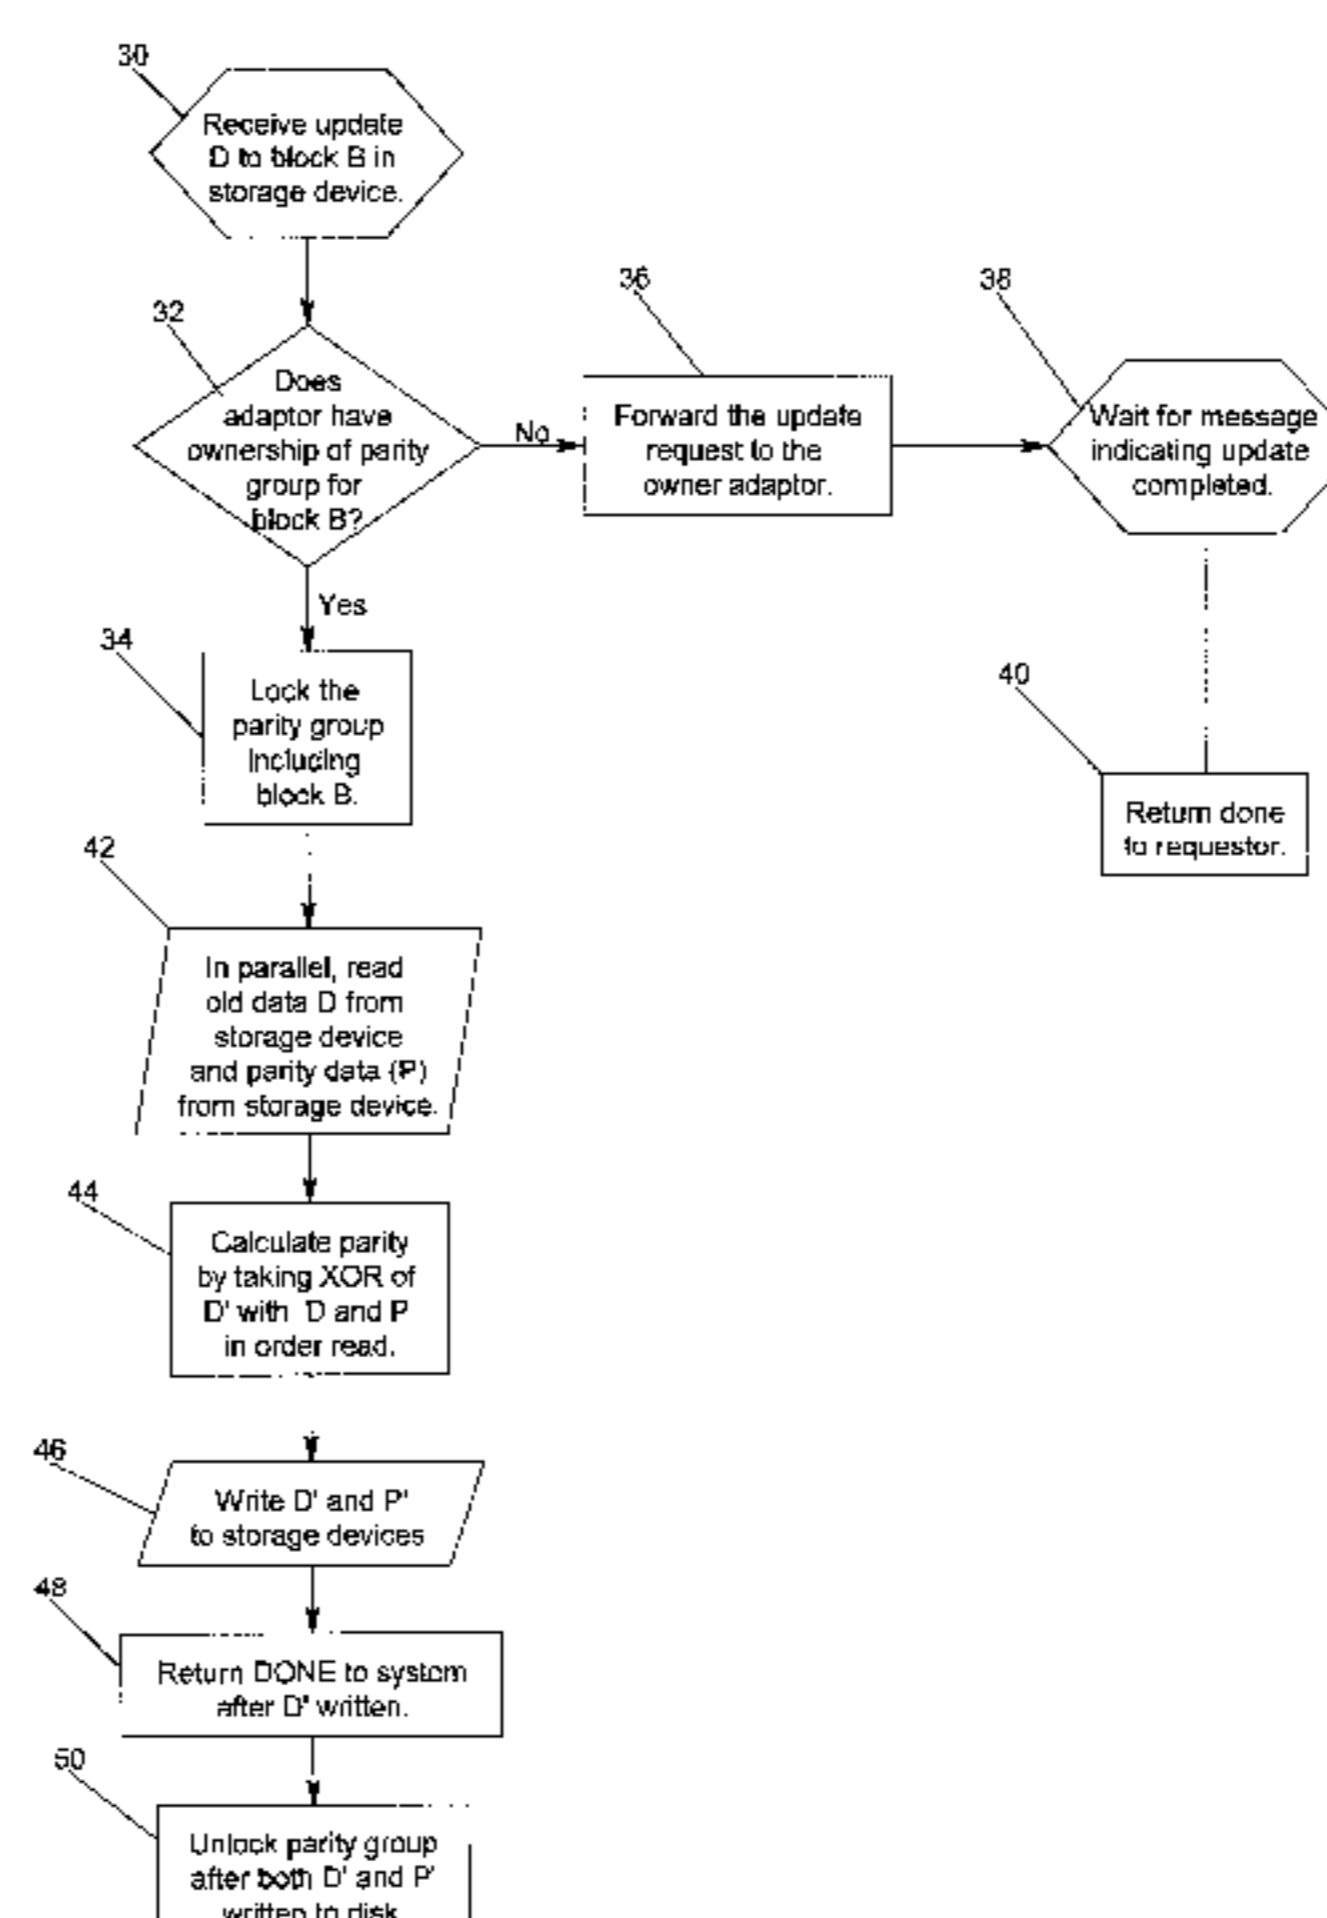 30
Receive update
D to block B in
storage device.
32
Does
adaptor have
ownership of parity
group for
block B?
No
36
Forward the update
request to the
owner adaptor.
38
Wait for message
indicating update
completed.
Yes
34
Lock the
parity group
including
block B.
40
Return done
to requestor.
42
In parallel, read
old data D from
storage device
and parity data (P)
from storage device.
44
Calculate parity
by taking XOR of
D' with D and P
in order read.
46
Write D' and P'
to storage devices
48
Return DONE to system
after D' written.
50
Unlock parity group
after both D' and P'
written to disk